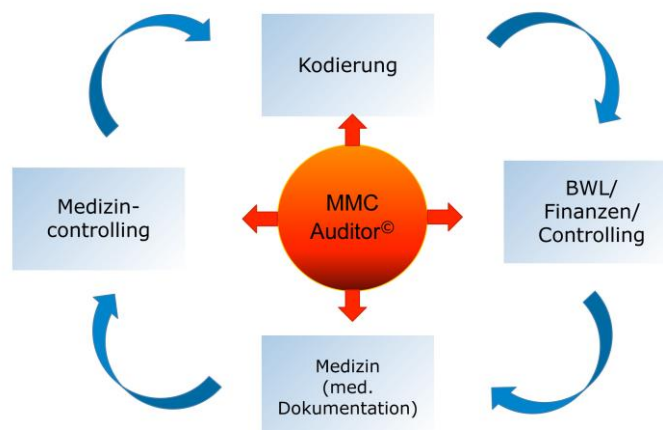 Kodierung
Medizin-
controlling
MMC
Auditor©
BWL/
Finanzen/
Controlling
Medizin
(med.
Dokumentation)